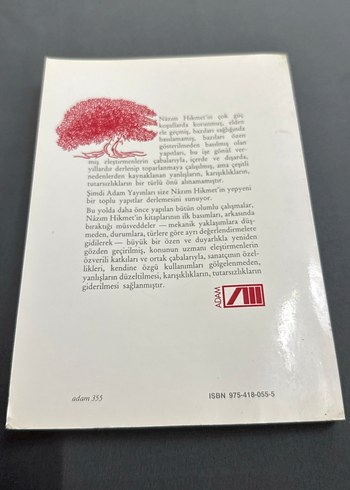 Nâzım Hikmet'in çok güç
koşullarda korunmuş, elden
ele geçmiş, bazıları sağlığında
basılamamış, bazıları özen
gösterilmeden basılmış olan
yapıtları, bu işe gönül ver-
miş eleştirmenlerin çabalarıyla, içerde ve dışarda,
yıllardır derlenip toparlanmaya çalışılmış, ama çeşitli
nedenlerden kaynaklanan yanlışların, karışıklıkların,
tutarsızlıkların bir türlü önü alınamamıştır.
Şimdi Adam Yayınları size Nâzım Hikmet'in yepyeni
bir toplu yapıtlar derlemesini sunuyor.
Bu yolda daha önce yapılan bütün olumlu çalışmalar,
Nâzım Hikmet'in kitaplarının ilk basımları, arkasında
bıraktığı müsveddeler — mekanik yaklaşımlara düş-
meden, durumlara, türlere göre ayrı değerlendirmelere
gidilerek — büyük bir özen ve duyarlıkla yeniden
gözden geçirilmiş, konunun uzmanı eleştirmenlerin
özverili katkıları ve ortak çabalarıyla, sanatçının özel-
likleri, kendine özgü kullanımları gölgelenmeden,
yanlışların düzeltilmesi, karışıklıkların, tutarsızlıkların
giderilmesi sağlanmıştır.
ADAM
adam 355
ISBN 975-418-055-5